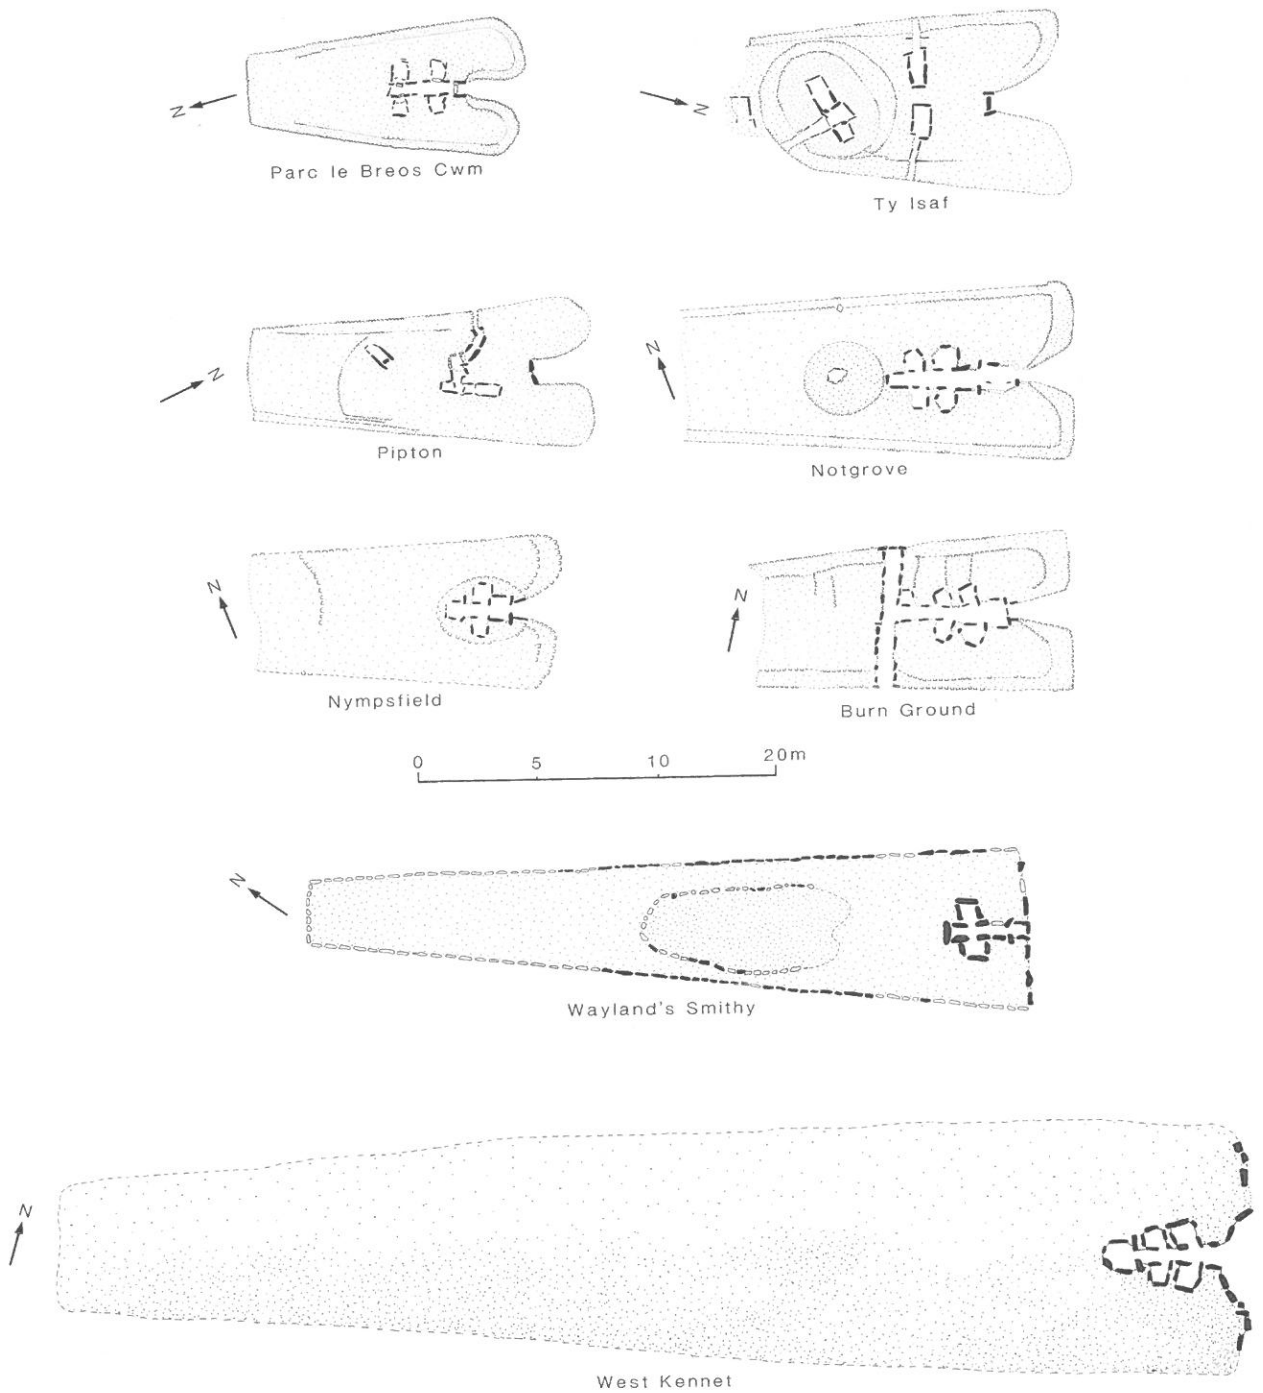 N
Parc le Breos Cwm
N
Ty Isaf
N
Pipton
N
Notgrove
N
Nympsfield
N
Burn Ground
0 5 10 20m
N
Wayland's Smithy
N
West Kennet